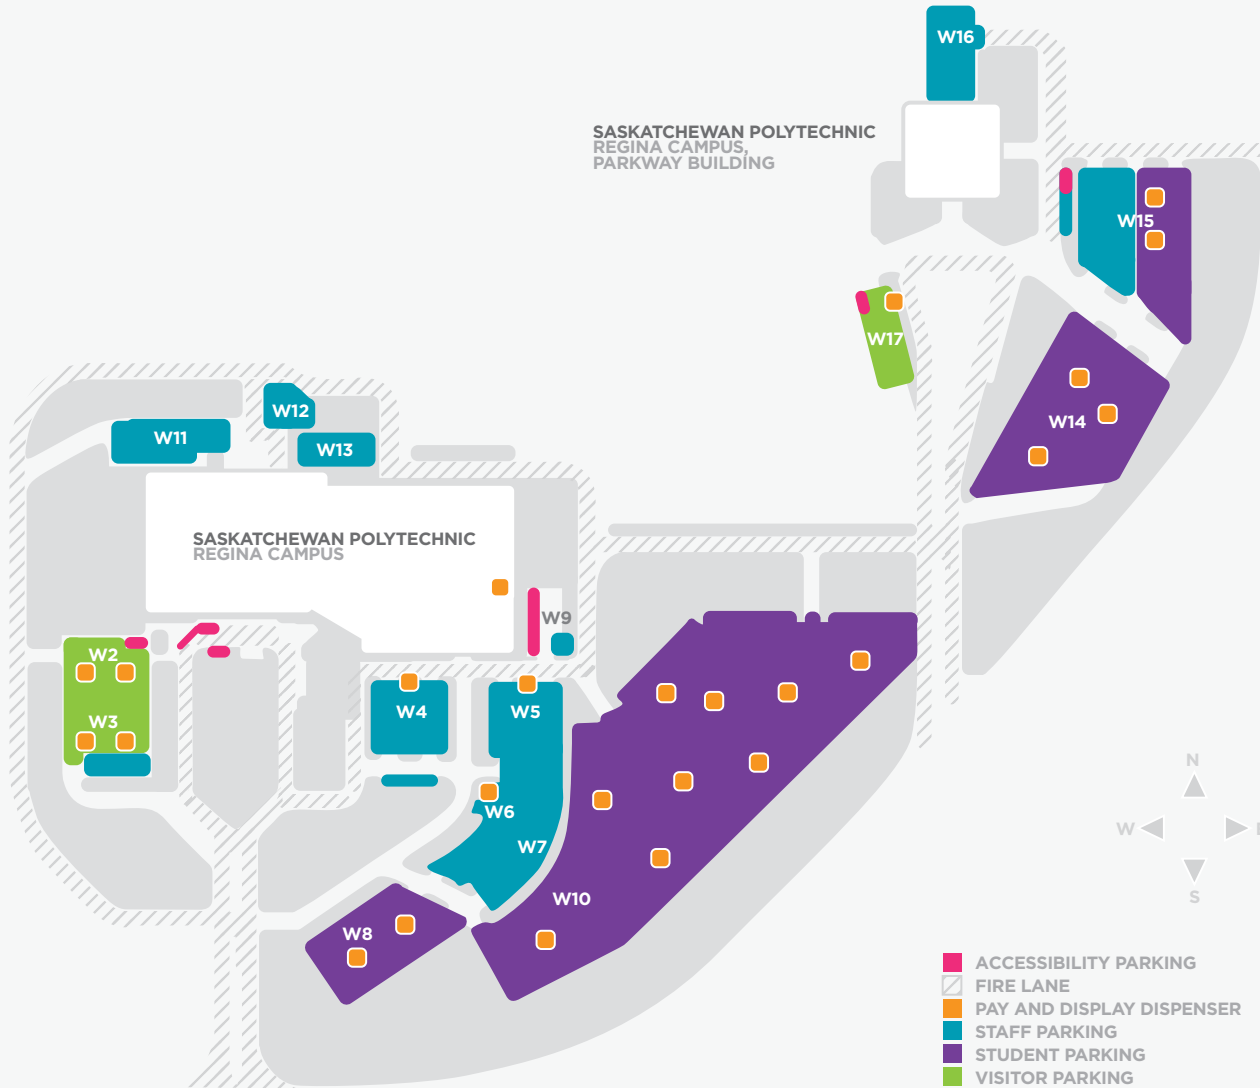 W16
SASKATCHEWAN POLYTECHNIC
REGINA CAMPUS,
PARKWAY BUILDING
W15
W17
W14
W12
W11
W13
SASKATCHEWAN POLYTECHNIC
REGINA CAMPUS
W9
W2
W3
W4
W5
W6
W7
W10
W8
N
W
E
S
ACCESSIBILITY PARKING
FIRE LANE
PAY AND DISPLAY DISPENSER
STAFF PARKING
STUDENT PARKING
VISITOR PARKING